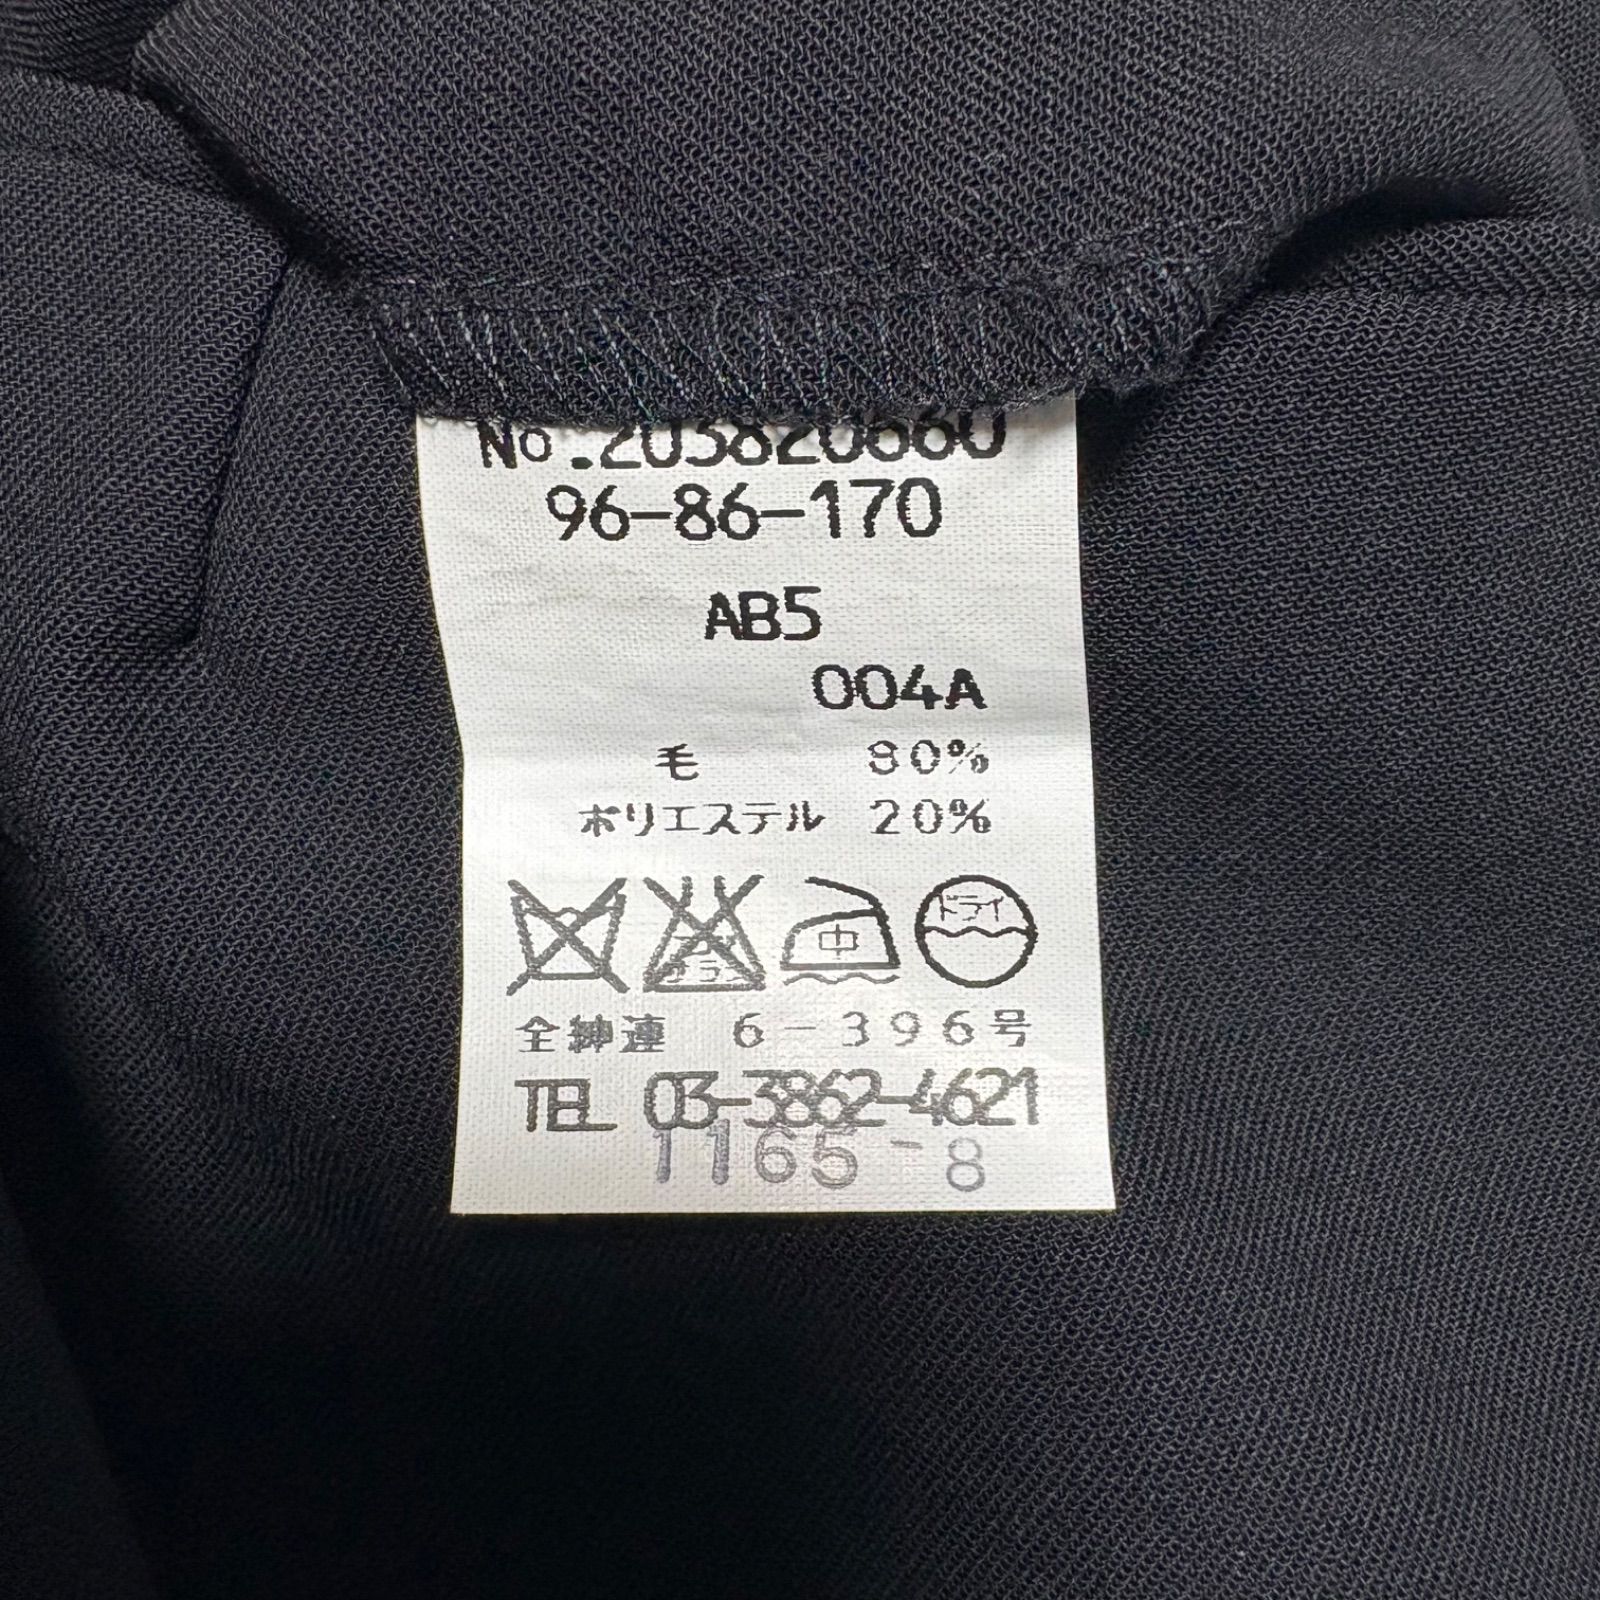 No.203820660
96-86-170
AB5
004A
毛 80%
ポリエステル 20%
中 ドライ
全紳連 6-396号
TEL 03-3862-4621
1165-8